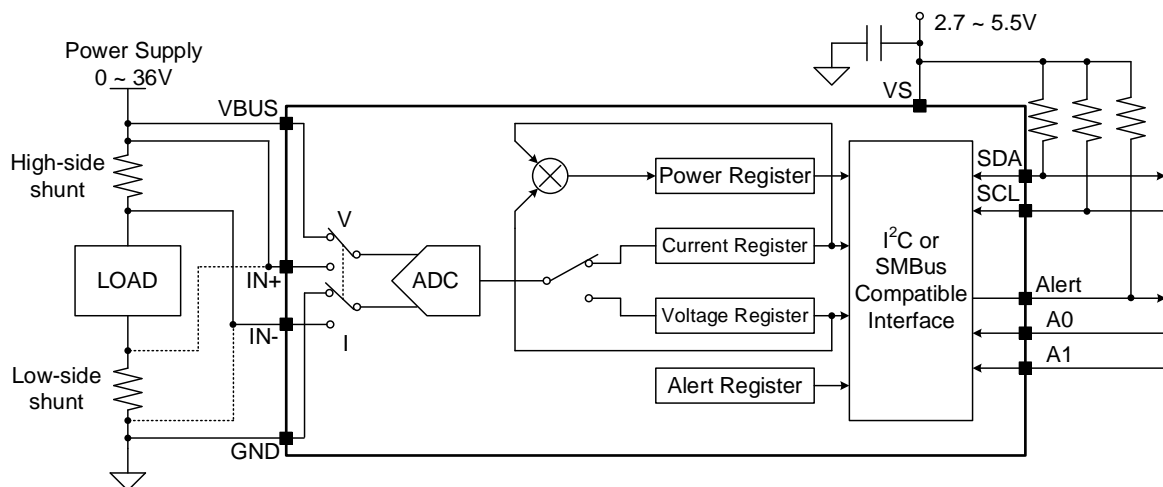 2.7 ~ 5.5V
Power Supply
0 ~ 36V
VS
VBUS
High-side
shunt
SDA
Power Register
SCL
V
I²C or
SMBus
Compatible
Interface
Current Register
LOAD
IN+
ADC
Alert
Voltage Register
A0
IN-
I
A1
Low-side
shunt
Alert Register
GND